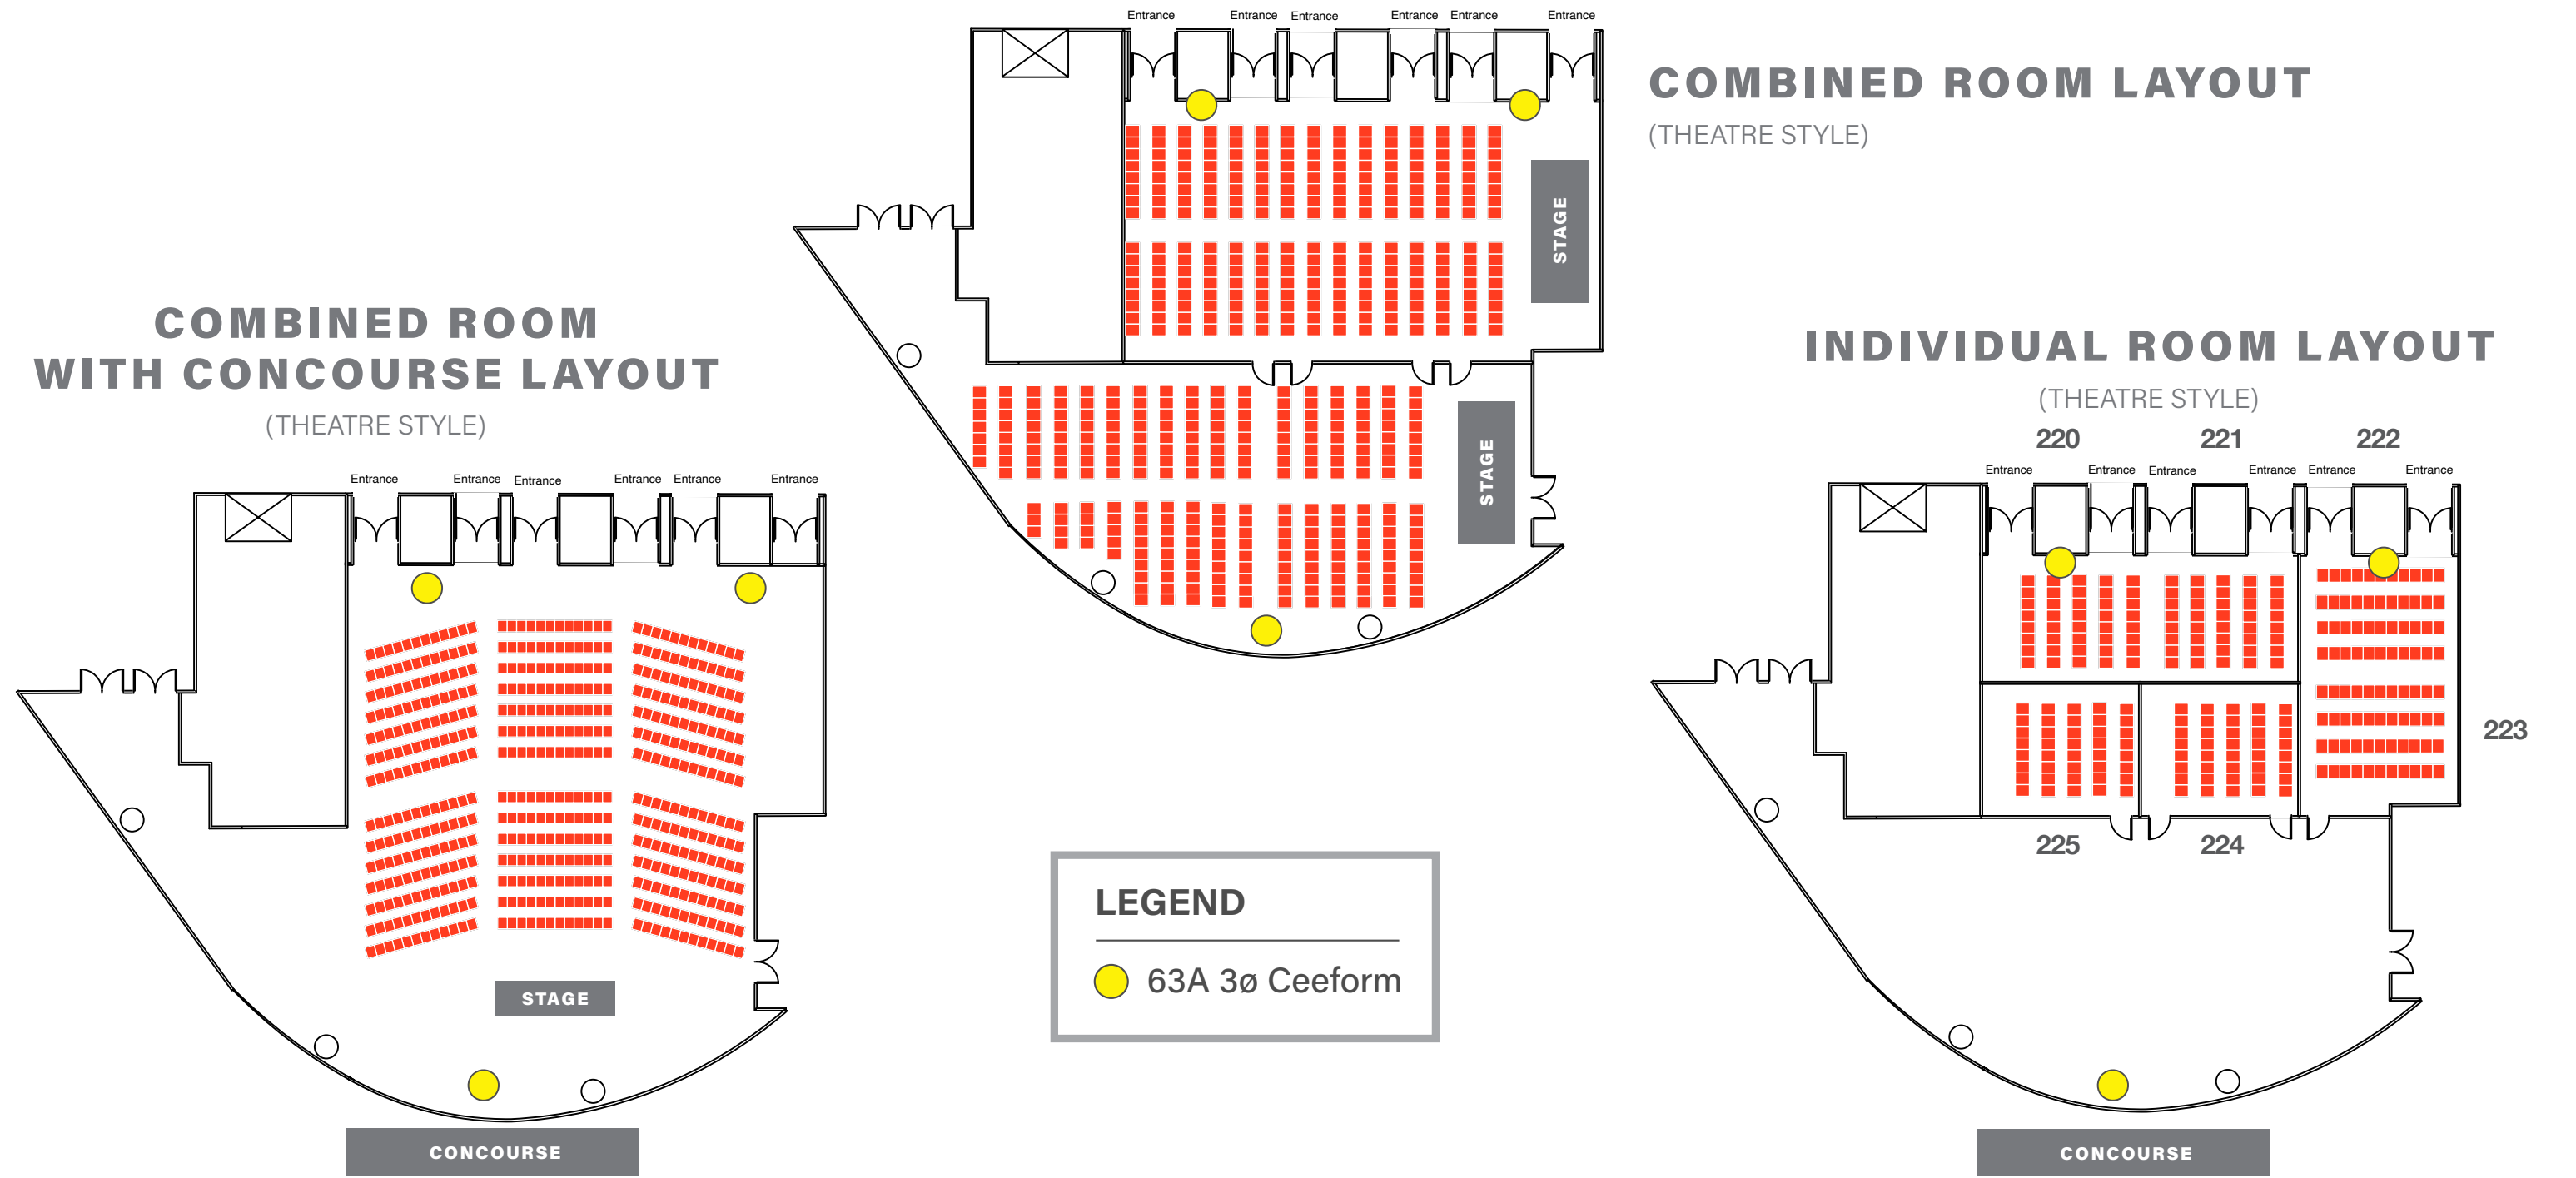 Entrance Entrance Entrance Entrance Entrance Entrance
COMBINED ROOM LAYOUT
(THEATRE STYLE)
STAGE
STAGE
COMBINED ROOM
WITH CONCOURSE LAYOUT
(THEATRE STYLE)
Entrance Entrance Entrance Entrance Entrance Entrance
STAGE
CONCOURSE
LEGEND
63A 3ø Ceeform
INDIVIDUAL ROOM LAYOUT
(THEATRE STYLE)
220 221 222
Entrance Entrance Entrance Entrance Entrance Entrance
223
225 224
CONCOURSE